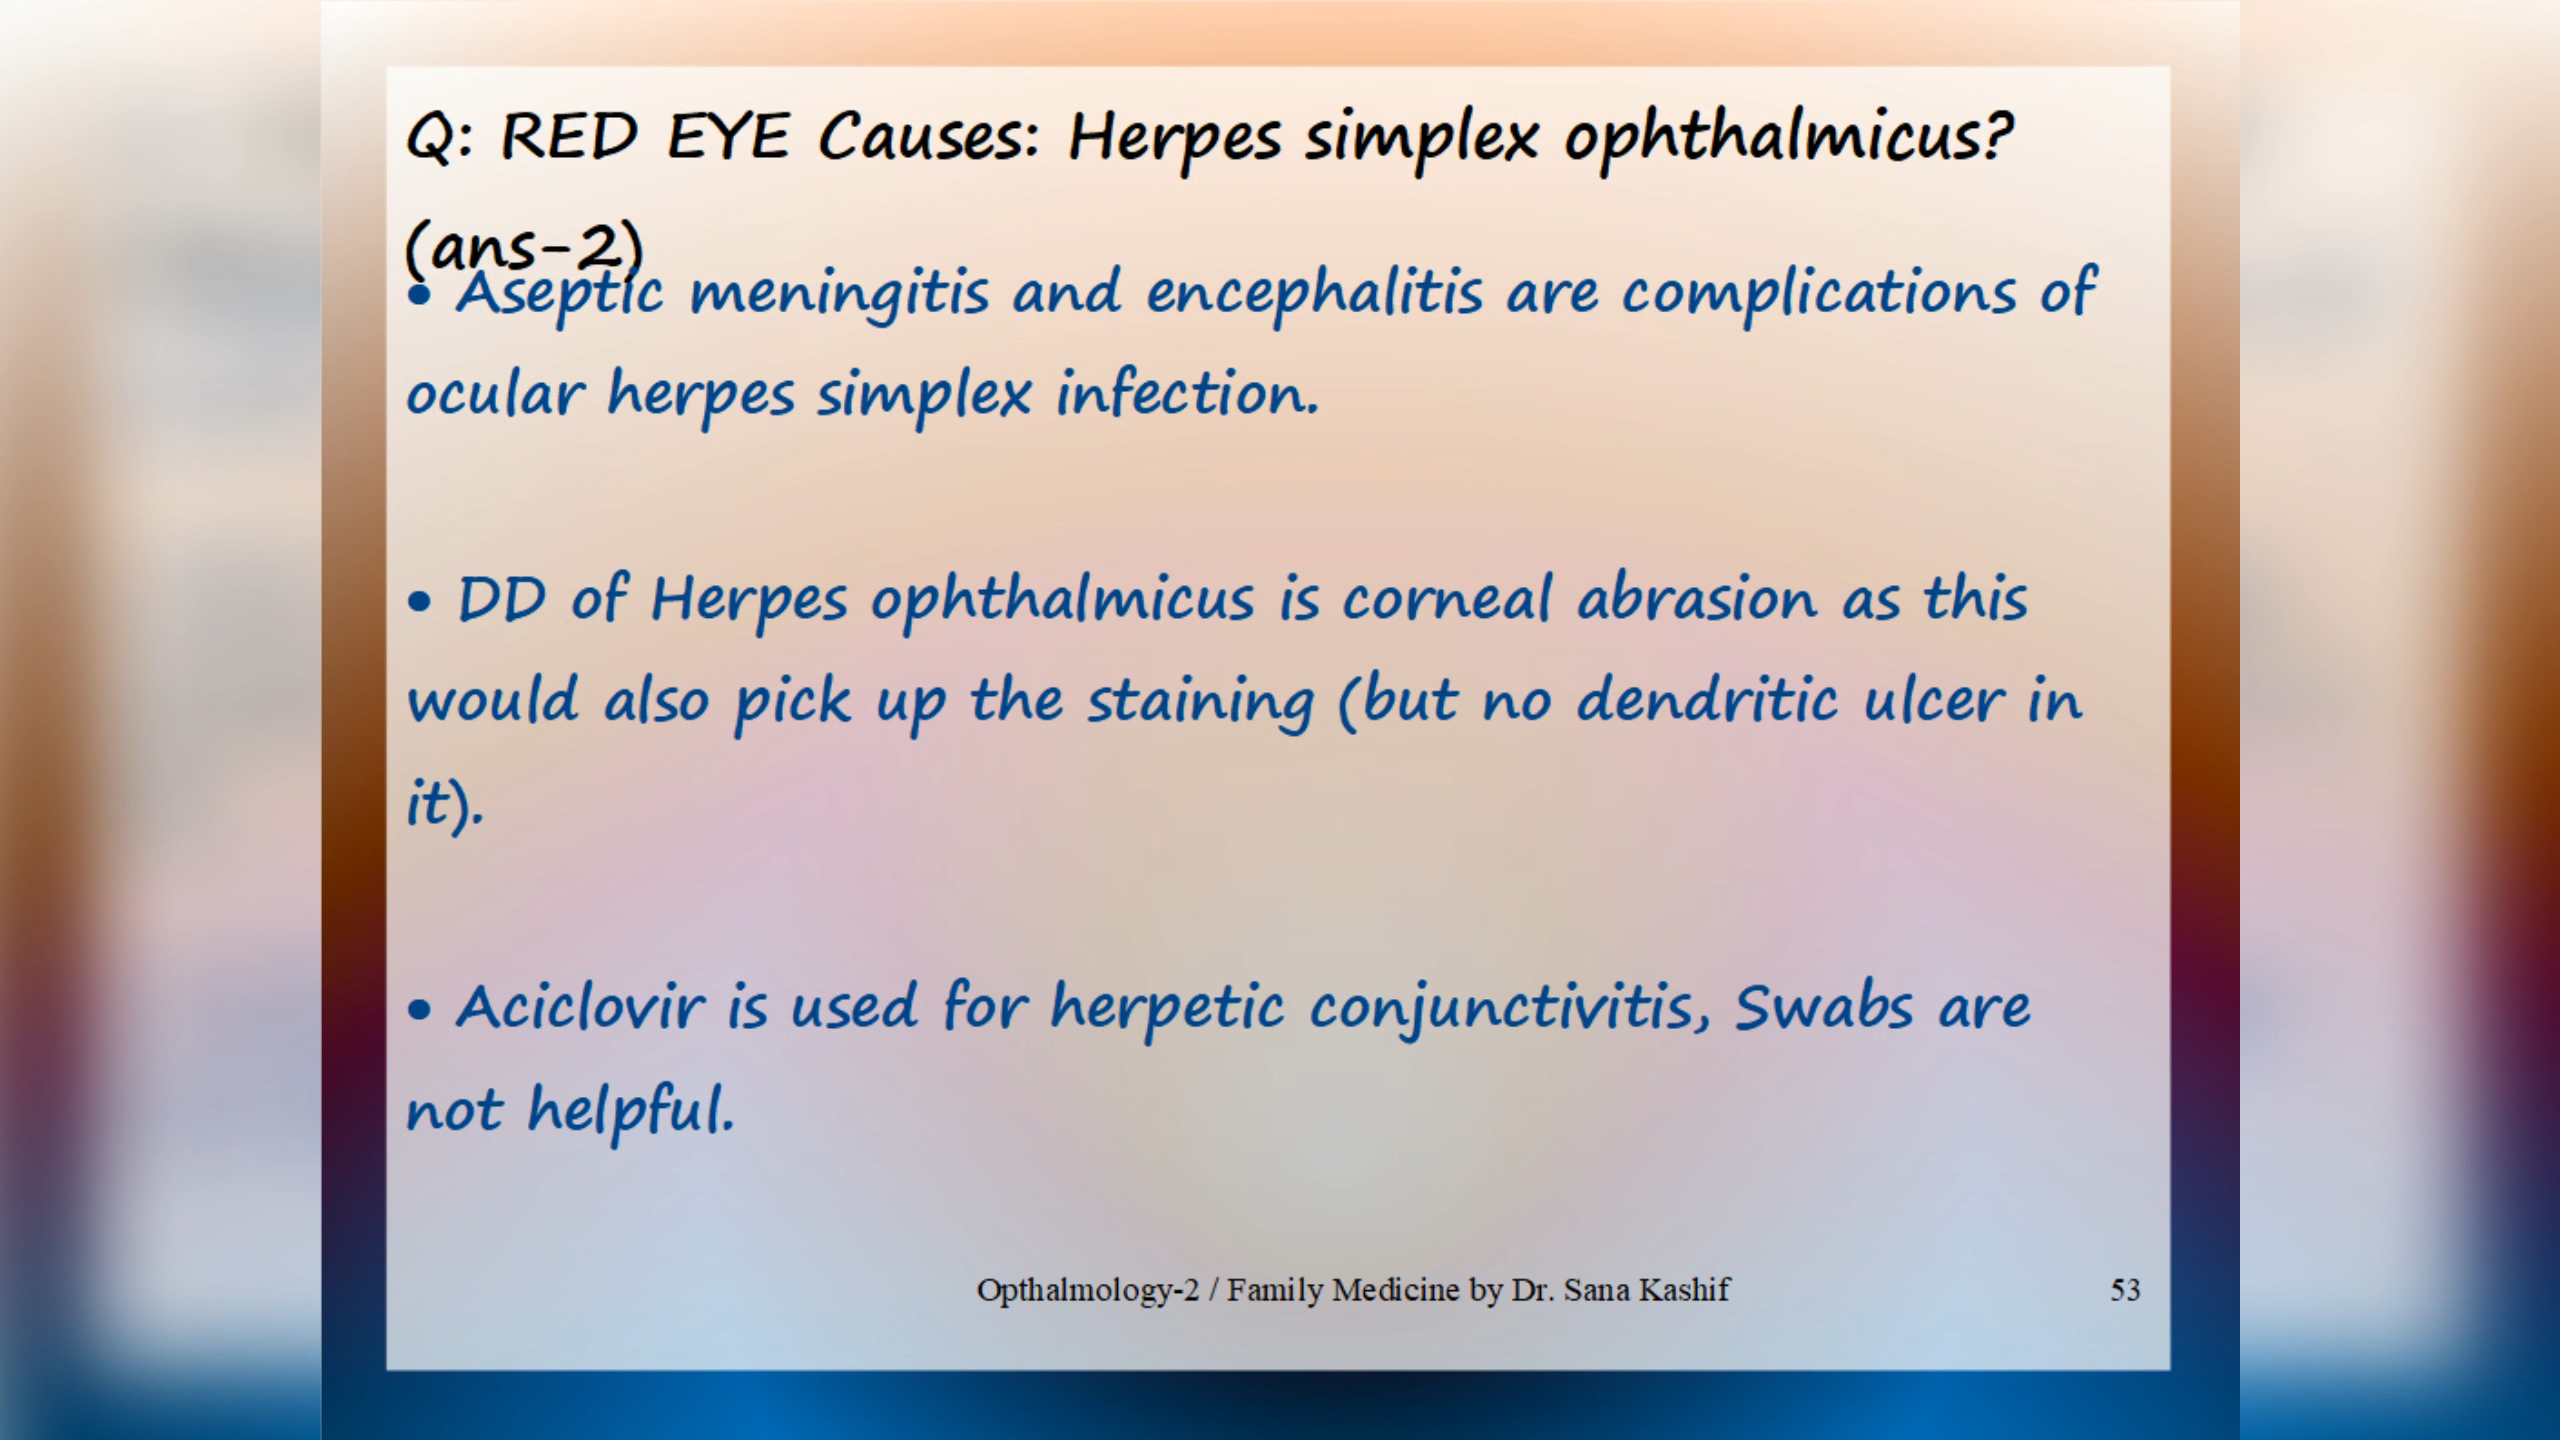 Q: RED EYE Causes: Herpes simplex ophthalmicus?
(ans-2)
• Aseptic meningitis and encephalitis are complications of
ocular herpes simplex infection.
• DD of Herpes ophthalmicus is corneal abrasion as this
would also pick up the staining (but no dendritic ulcer in
it).
• Aciclovir is used for herpetic conjunctivitis, Swabs are
not helpful.
Opthalmology-2 / Family Medicine by Dr. Sana Kashif
53